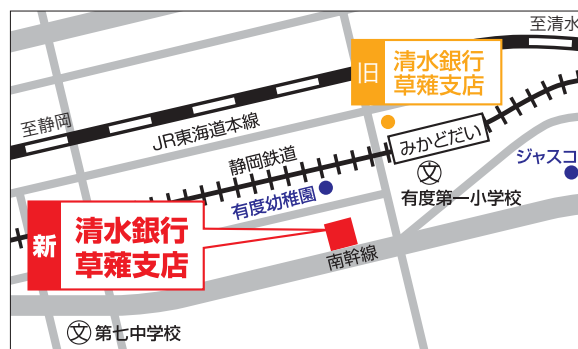 至清水
旧
清水銀行
草薙支店
至静岡
JR東海道本線
みかどだい
静岡鉄道
文
ジャスコ
有度幼稚園
有度第一小学校
新
清水銀行
草薙支店
南幹線
文 第七中学校